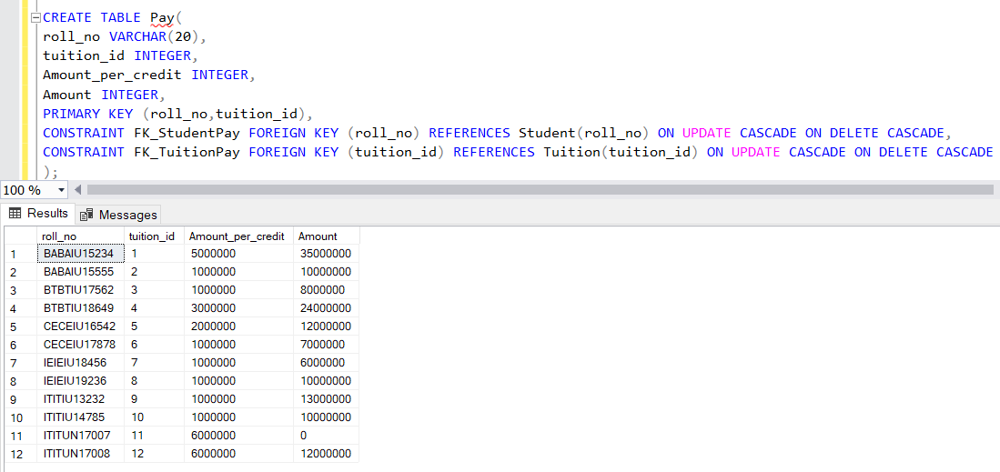 CREATE TABLE Pay(
roll_no VARCHAR(20),
tuition_id INTEGER,
Amount_per_credit INTEGER,
Amount INTEGER,
PRIMARY KEY (roll_no,tuition_id),
CONSTRAINT FK_StudentPay FOREIGN KEY (roll_no) REFERENCES Student(roll_no) ON UPDATE CASCADE ON DELETE CASCADE,
CONSTRAINT FK_TuitionPay FOREIGN KEY (tuition_id) REFERENCES Tuition(tuition_id) ON UPDATE CASCADE ON DELETE CASCADE
);
100 %
Results Messages
roll_no tuition_id Amount_per_credit Amount
1 BABAIU15234 1 5000000 35000000
2 BABAIU15555 2 1000000 10000000
3 BTBTIU17562 3 1000000 8000000
4 BTBTIU18649 4 3000000 24000000
5 CECEIU16542 5 2000000 12000000
6 CECEIU17878 6 1000000 7000000
7 IEIEIU18456 7 1000000 6000000
8 IEIEIU19236 8 1000000 10000000
9 ITITIU13232 9 1000000 13000000
10 ITITIU14785 10 1000000 10000000
11 ITITUN17007 11 6000000 0
12 ITITUN17008 12 6000000 12000000